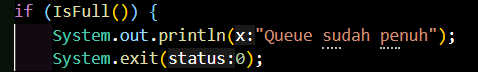 if (IsFull()) {
System.out.println(x:"Queue sudah penuh");
System.exit(status:0);